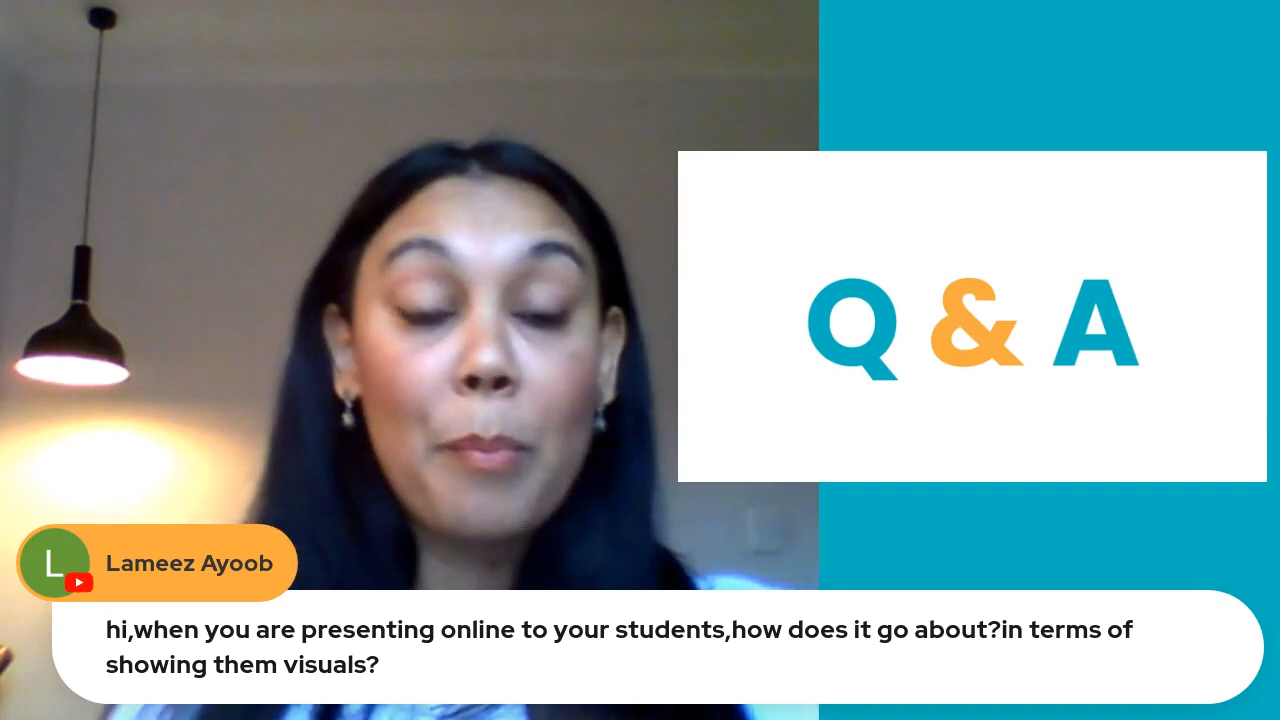 Q & A
L
Lameez Ayoob
hi,when you are presenting online to your students,how does it go about?in terms of
showing them visuals?